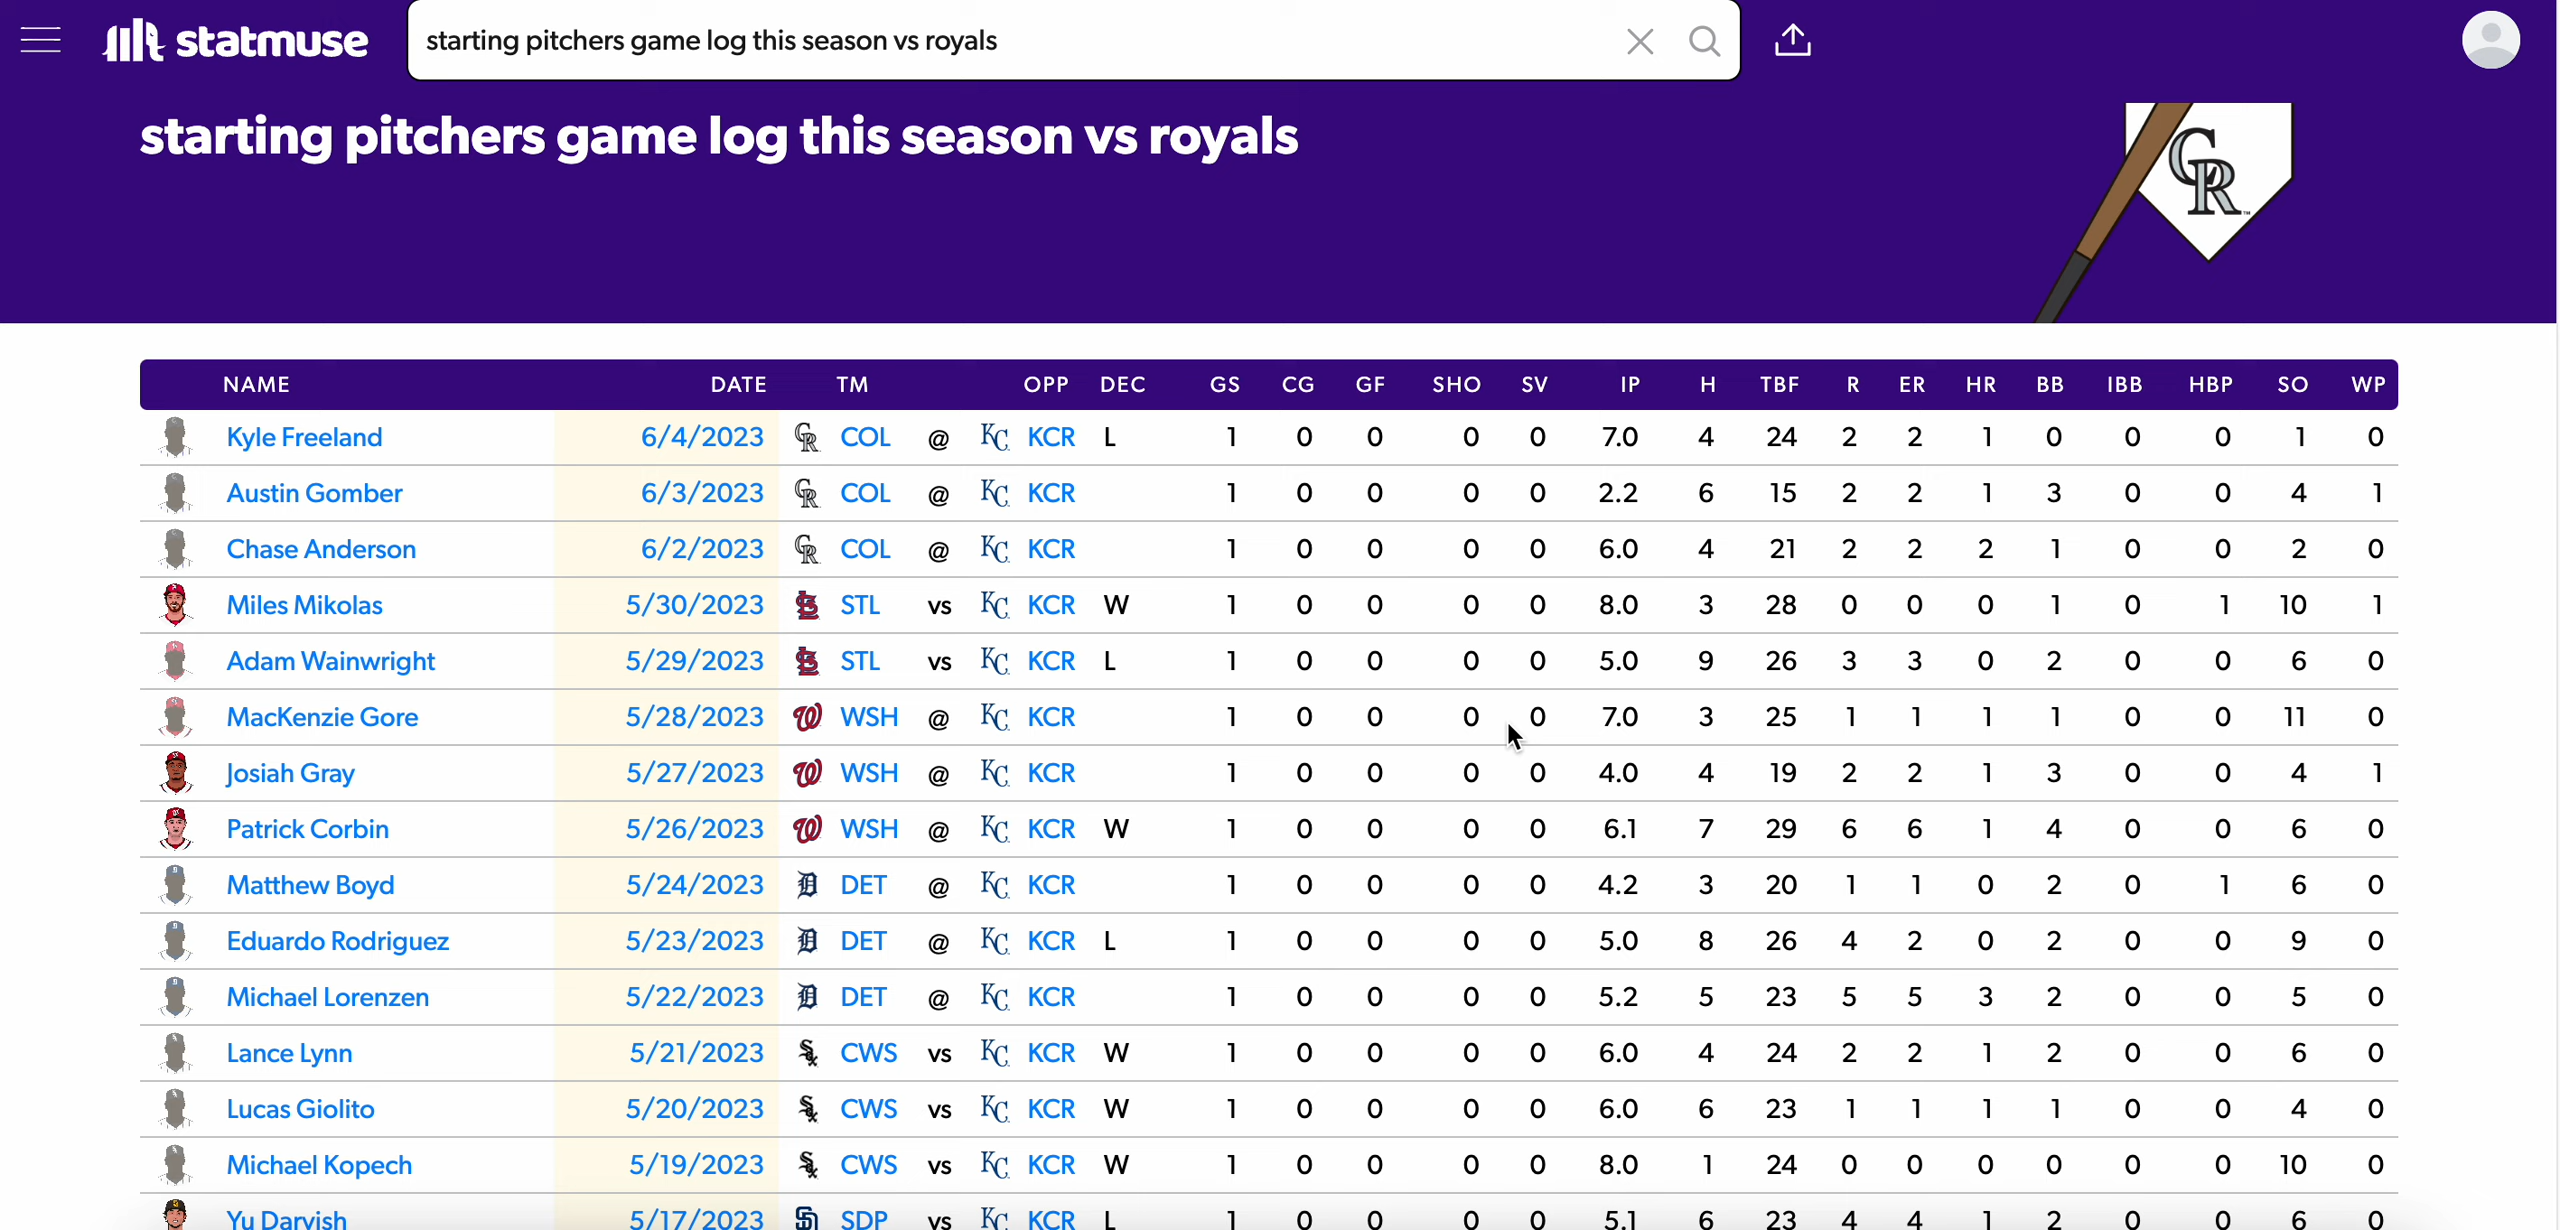 statmuse
starting pitchers game log this season vs royals
starting pitchers game log this season vs royals
CR
NAME DATE TM OPP DEC GS CG GF SHO SV IP H TBF R ER HR BB IBB HBP SO WP
Kyle Freeland 6/4/2023 COL @ KC KCR L 1 0 0 0 0 7.0 4 24 2 2 1 0 0 0 1 0
Austin Gomber 6/3/2023 COL @ KC KCR 1 0 0 0 0 2.2 6 15 2 2 1 3 0 0 4 1
Chase Anderson 6/2/2023 COL @ KC KCR 1 0 0 0 0 6.0 4 21 2 2 2 1 0 0 2 0
Miles Mikolas 5/30/2023 STL vs KC KCR W 1 0 0 0 0 8.0 3 28 0 0 0 1 0 1 10 1
Adam Wainwright 5/29/2023 STL vs KC KCR L 1 0 0 0 0 5.0 9 26 3 3 0 2 0 0 6 0
MacKenzie Gore 5/28/2023 WSH @ KC KCR 1 0 0 0 0 7.0 3 25 1 1 1 1 0 0 11 0
Josiah Gray 5/27/2023 WSH @ KC KCR 1 0 0 0 0 4.0 4 19 2 2 1 3 0 0 4 1
Patrick Corbin 5/26/2023 WSH @ KC KCR W 1 0 0 0 0 6.1 7 29 6 6 1 4 0 0 6 0
Matthew Boyd 5/24/2023 DET @ KC KCR 1 0 0 0 0 4.2 3 20 1 1 0 2 0 1 6 0
Eduardo Rodriguez 5/23/2023 DET @ KC KCR L 1 0 0 0 0 5.0 8 26 4 2 0 2 0 0 9 0
Michael Lorenzen 5/22/2023 DET @ KC KCR 1 0 0 0 0 5.2 5 23 5 5 3 2 0 0 5 0
Lance Lynn 5/21/2023 CWS vs KC KCR W 1 0 0 0 0 6.0 4 24 2 2 1 2 0 0 6 0
Lucas Giolito 5/20/2023 CWS vs KC KCR W 1 0 0 0 0 6.0 6 23 1 1 1 1 0 0 4 0
Michael Kopech 5/19/2023 CWS vs KC KCR W 1 0 0 0 0 8.0 1 24 0 0 0 0 0 0 10 0
Yu Darvish 5/17/2023 SDP vs KC KCR L 1 0 0 0 0 5.1 6 23 4 4 1 2 0 0 6 0